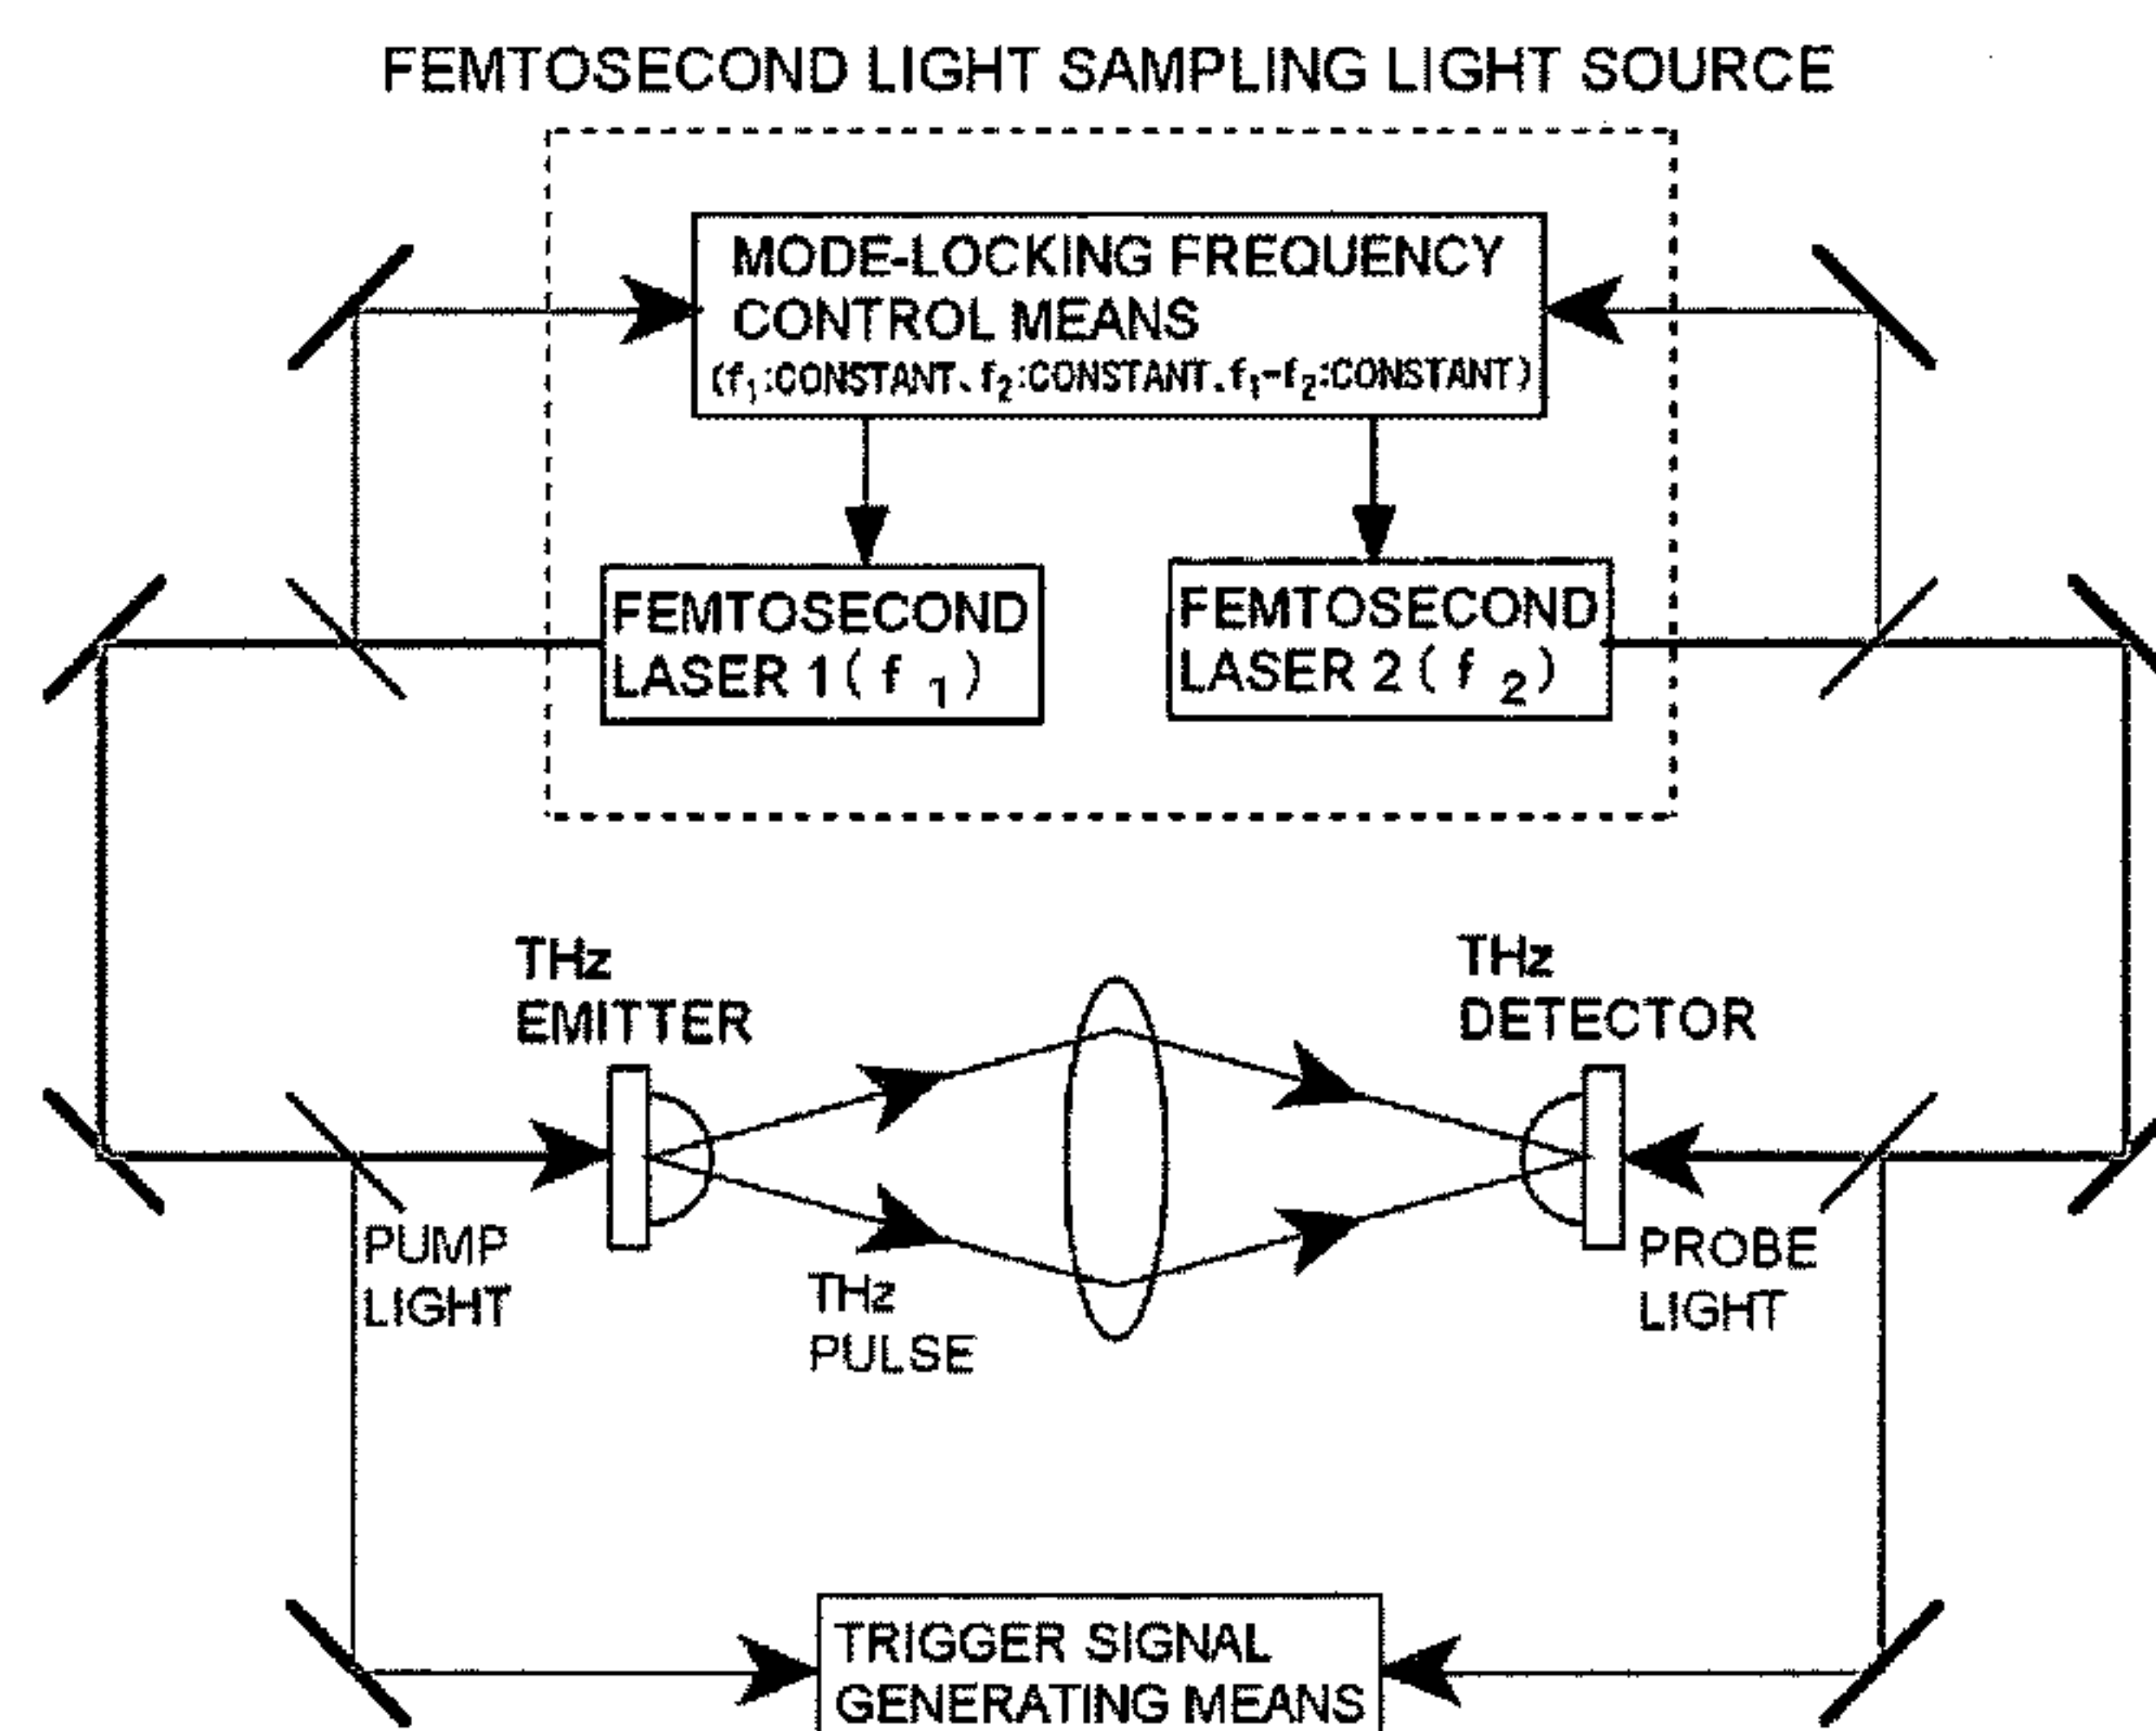 FEMTOSECOND LIGHT SAMPLING LIGHT SOURCE
MODE-LOCKING FREQUENCY
CONTROL MEANS
(f₁:CONSTANT、f₂:CONSTANT、f₁-f₂:CONSTANT)
FEMTOSECOND
LASER 1 ( f ₁ )
FEMTOSECOND
LASER 2 ( f ₂ )
THz
EMITTER
THz
DETECTOR
PUMP
LIGHT
THz
PULSE
PROBE
LIGHT
TRIGGER SIGNAL
GENERATING MEANS